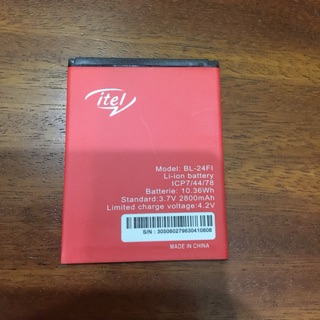 itel
Model: BL-24FI
Li-ion battery
ICP7/44/78
Batterie: 10.36Wh
Standard:3.7V 2800mAh
Limited charge voltage:4.2V
S/N : 305060279630410808
MADE IN CHINA